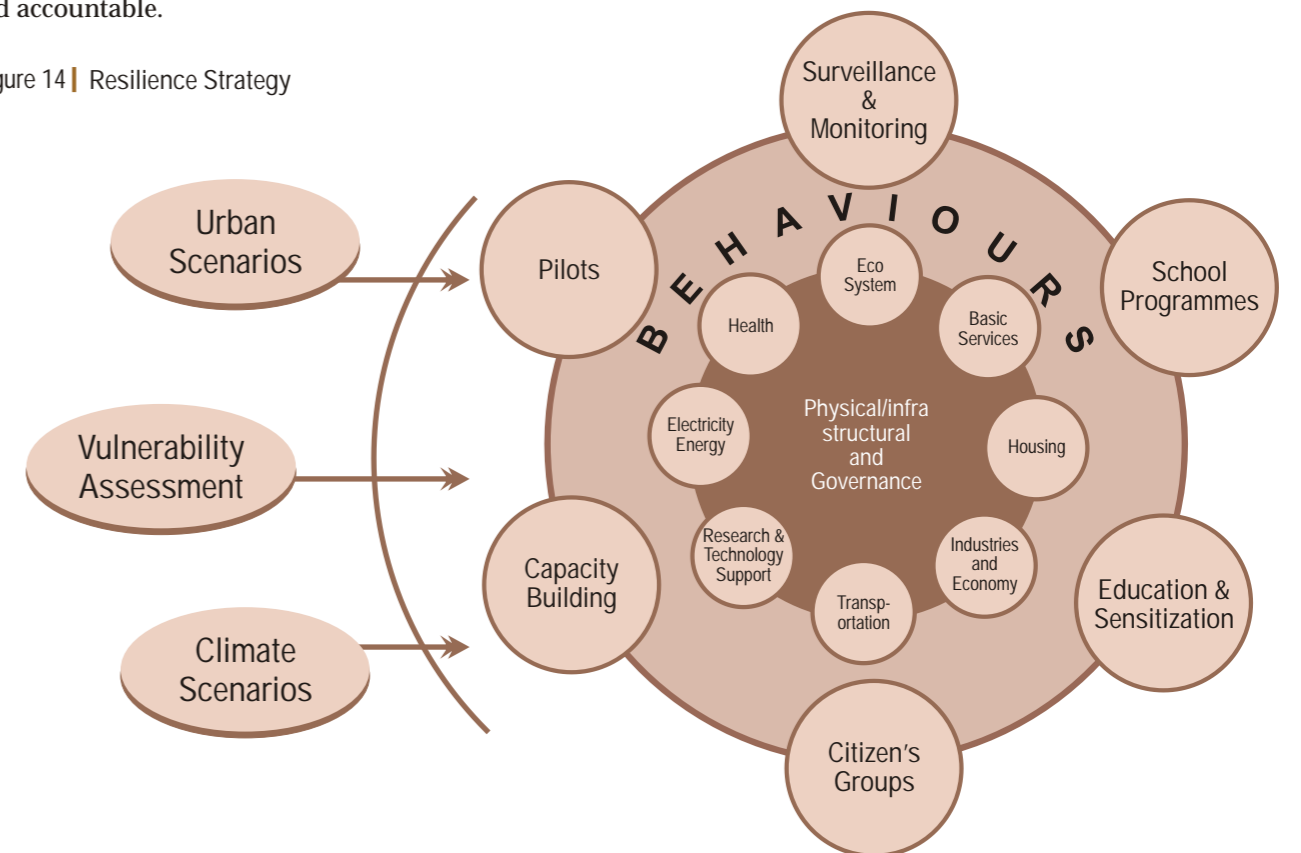 d accountable.
gure 14 Resilience Strategy
Urban
Scenarios
Vulnerability
Assessment
Climate
Scenarios
Surveillance
&
Monitoring
Pilots
School
Programmes
Capacity
Building
Education &
Sensitization
Citizen's
Groups
BEHAVIOURS
Eco
System
Health
Basic
Services
Electricity
Energy
Housing
Research &
Technology
Support
Industries
and
Economy
Transp-
ortation
Physical/infra
structural
and
Governance